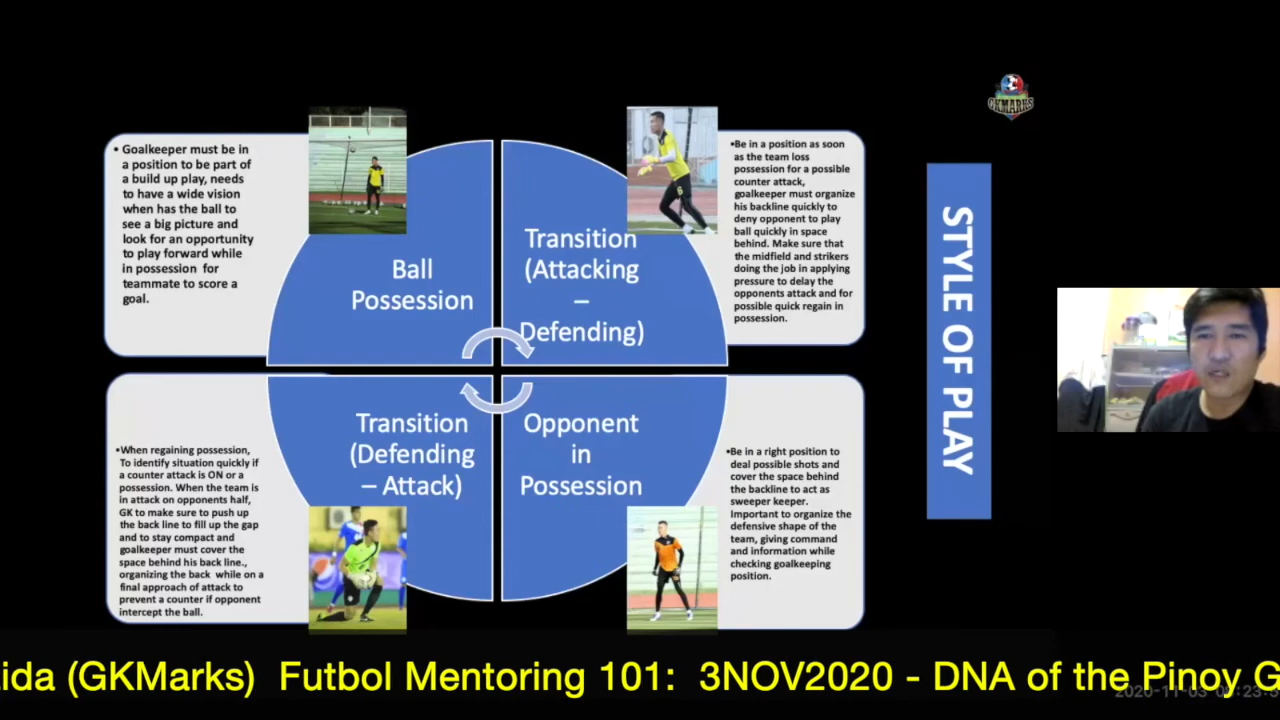 GKMARKS
• Goalkeeper must be in
a position to be part of
a build up play, needs
to have a wide vision
when has the ball to
see a big picture and
look for an opportunity
to play forward while
in possession for
teammate to score a
goal.
Ball
Possession
Transition
(Attacking
–
Defending)
•Be in a position as soon
as the team loss
possession for a possible
counter attack,
goalkeeper must organize
his backline quickly to
deny opponent to play
ball quickly in space
behind. Make sure that
the midfield and strikers
doing the job in applying
pressure to delay the
opponents attack and for
possible quick regain in
possession.
STYLE OF PLAY
•When regaining possession,
To identify situation quickly if
a counter attack is ON or a
possession. When the team is
in attack on opponents half,
GK to make sure to push up
the back line to fill up the gap
and to stay compact and
goalkeeper must cover the
space behind his back line.,
organizing the back while on a
final approach of attack to
prevent a counter if opponent
intercept the ball.
Transition
(Defending
– Attack)
Opponent
in
Possession
•Be in a right position to
deal possible shots and
cover the space behind
the backline to act as
sweeper keeper.
Important to organize the
defensive shape of the
team, giving command
and information while
checking goalkeeping
position.
ida (GKMarks) Futbol Mentoring 101: 3NOV2020 - DNA of the Pinoy G